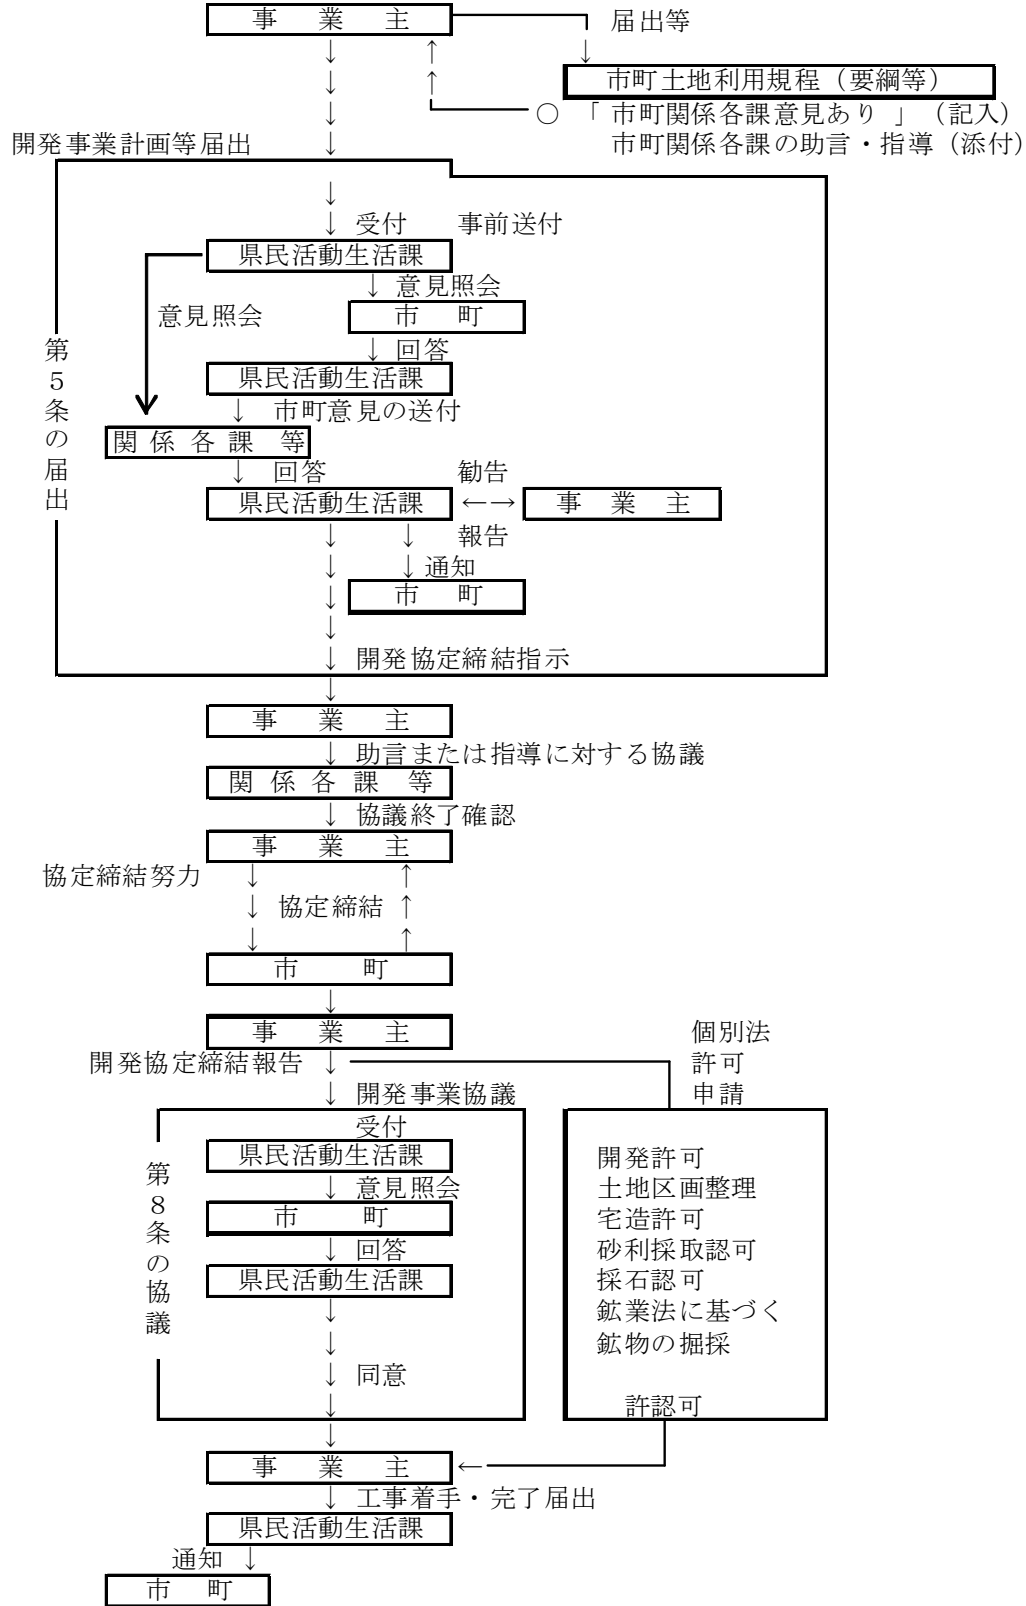 事業主
届出等
市町土地利用規程（要綱等）
○「市町関係各課意見あり」（記入）
市町関係各課の助言・指導（添付）
開発事業計画等届出
第5条の届出
受付 事前送付
県民活動生活課
意見照会
意見照会
市町
回答
県民活動生活課
市町意見の送付
関係各課等
回答
勧告
県民活動生活課 ←→ 事業主
報告
通知
市町
開発協定締結指示
事業主
助言または指導に対する協議
関係各課等
協議終了確認
事業主
協定締結努力
協定締結
市町
事業主
開発協定締結報告
開発事業協議
個別法
許可
申請
第8条の協議
受付
県民活動生活課
意見照会
市町
回答
県民活動生活課
同意
開発許可
土地区画整理
宅造許可
砂利採取認可
採石認可
鉱業法に基づく
鉱物の掘採
許認可
事業主
工事着手・完了届出
県民活動生活課
通知
市町